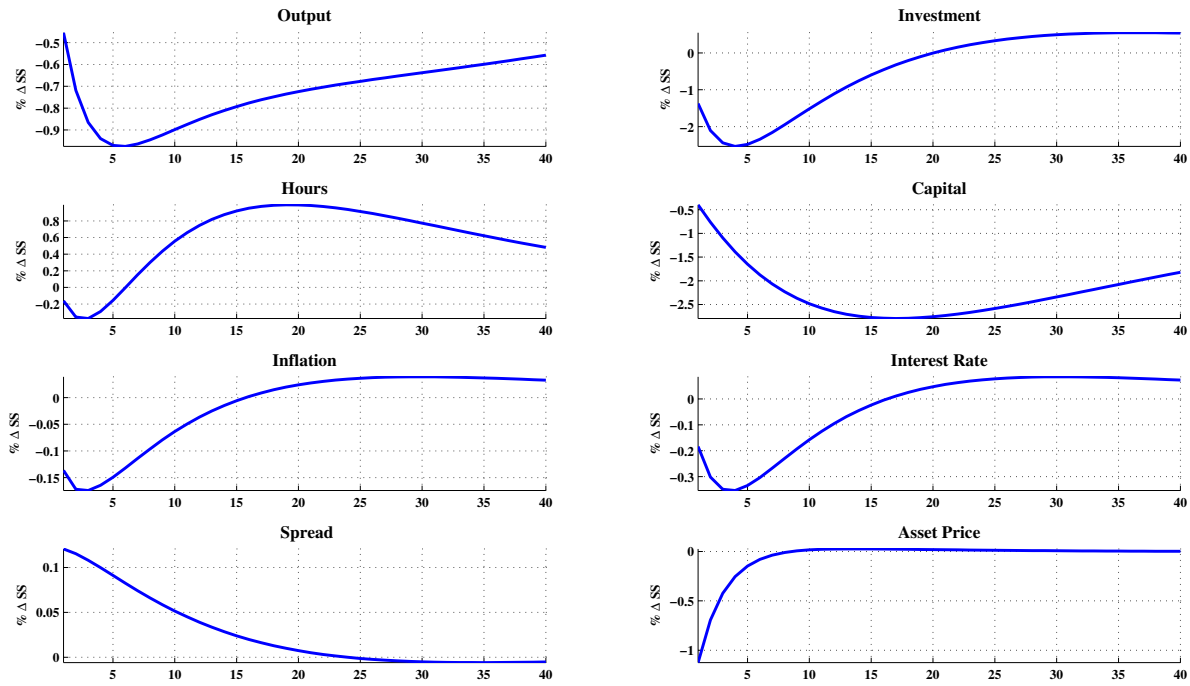 Output
% Δ SS
−0.5
−0.6
−0.7
−0.8
−0.9
5 10 15 20 25 30 35 40
Investment
% Δ SS
0
−1
−2
5 10 15 20 25 30 35 40
Hours
% Δ SS
0.8
0.6
0.4
0.2
0
−0.2
5 10 15 20 25 30 35 40
Capital
% Δ SS
−0.5
−1
−1.5
−2
−2.5
5 10 15 20 25 30 35 40
Inflation
% Δ SS
0
−0.05
−0.1
−0.15
5 10 15 20 25 30 35 40
Interest Rate
% Δ SS
0
−0.1
−0.2
−0.3
5 10 15 20 25 30 35 40
Spread
% Δ SS
0.1
0.05
0
5 10 15 20 25 30 35 40
Asset Price
% Δ SS
0
−0.5
−1
5 10 15 20 25 30 35 40